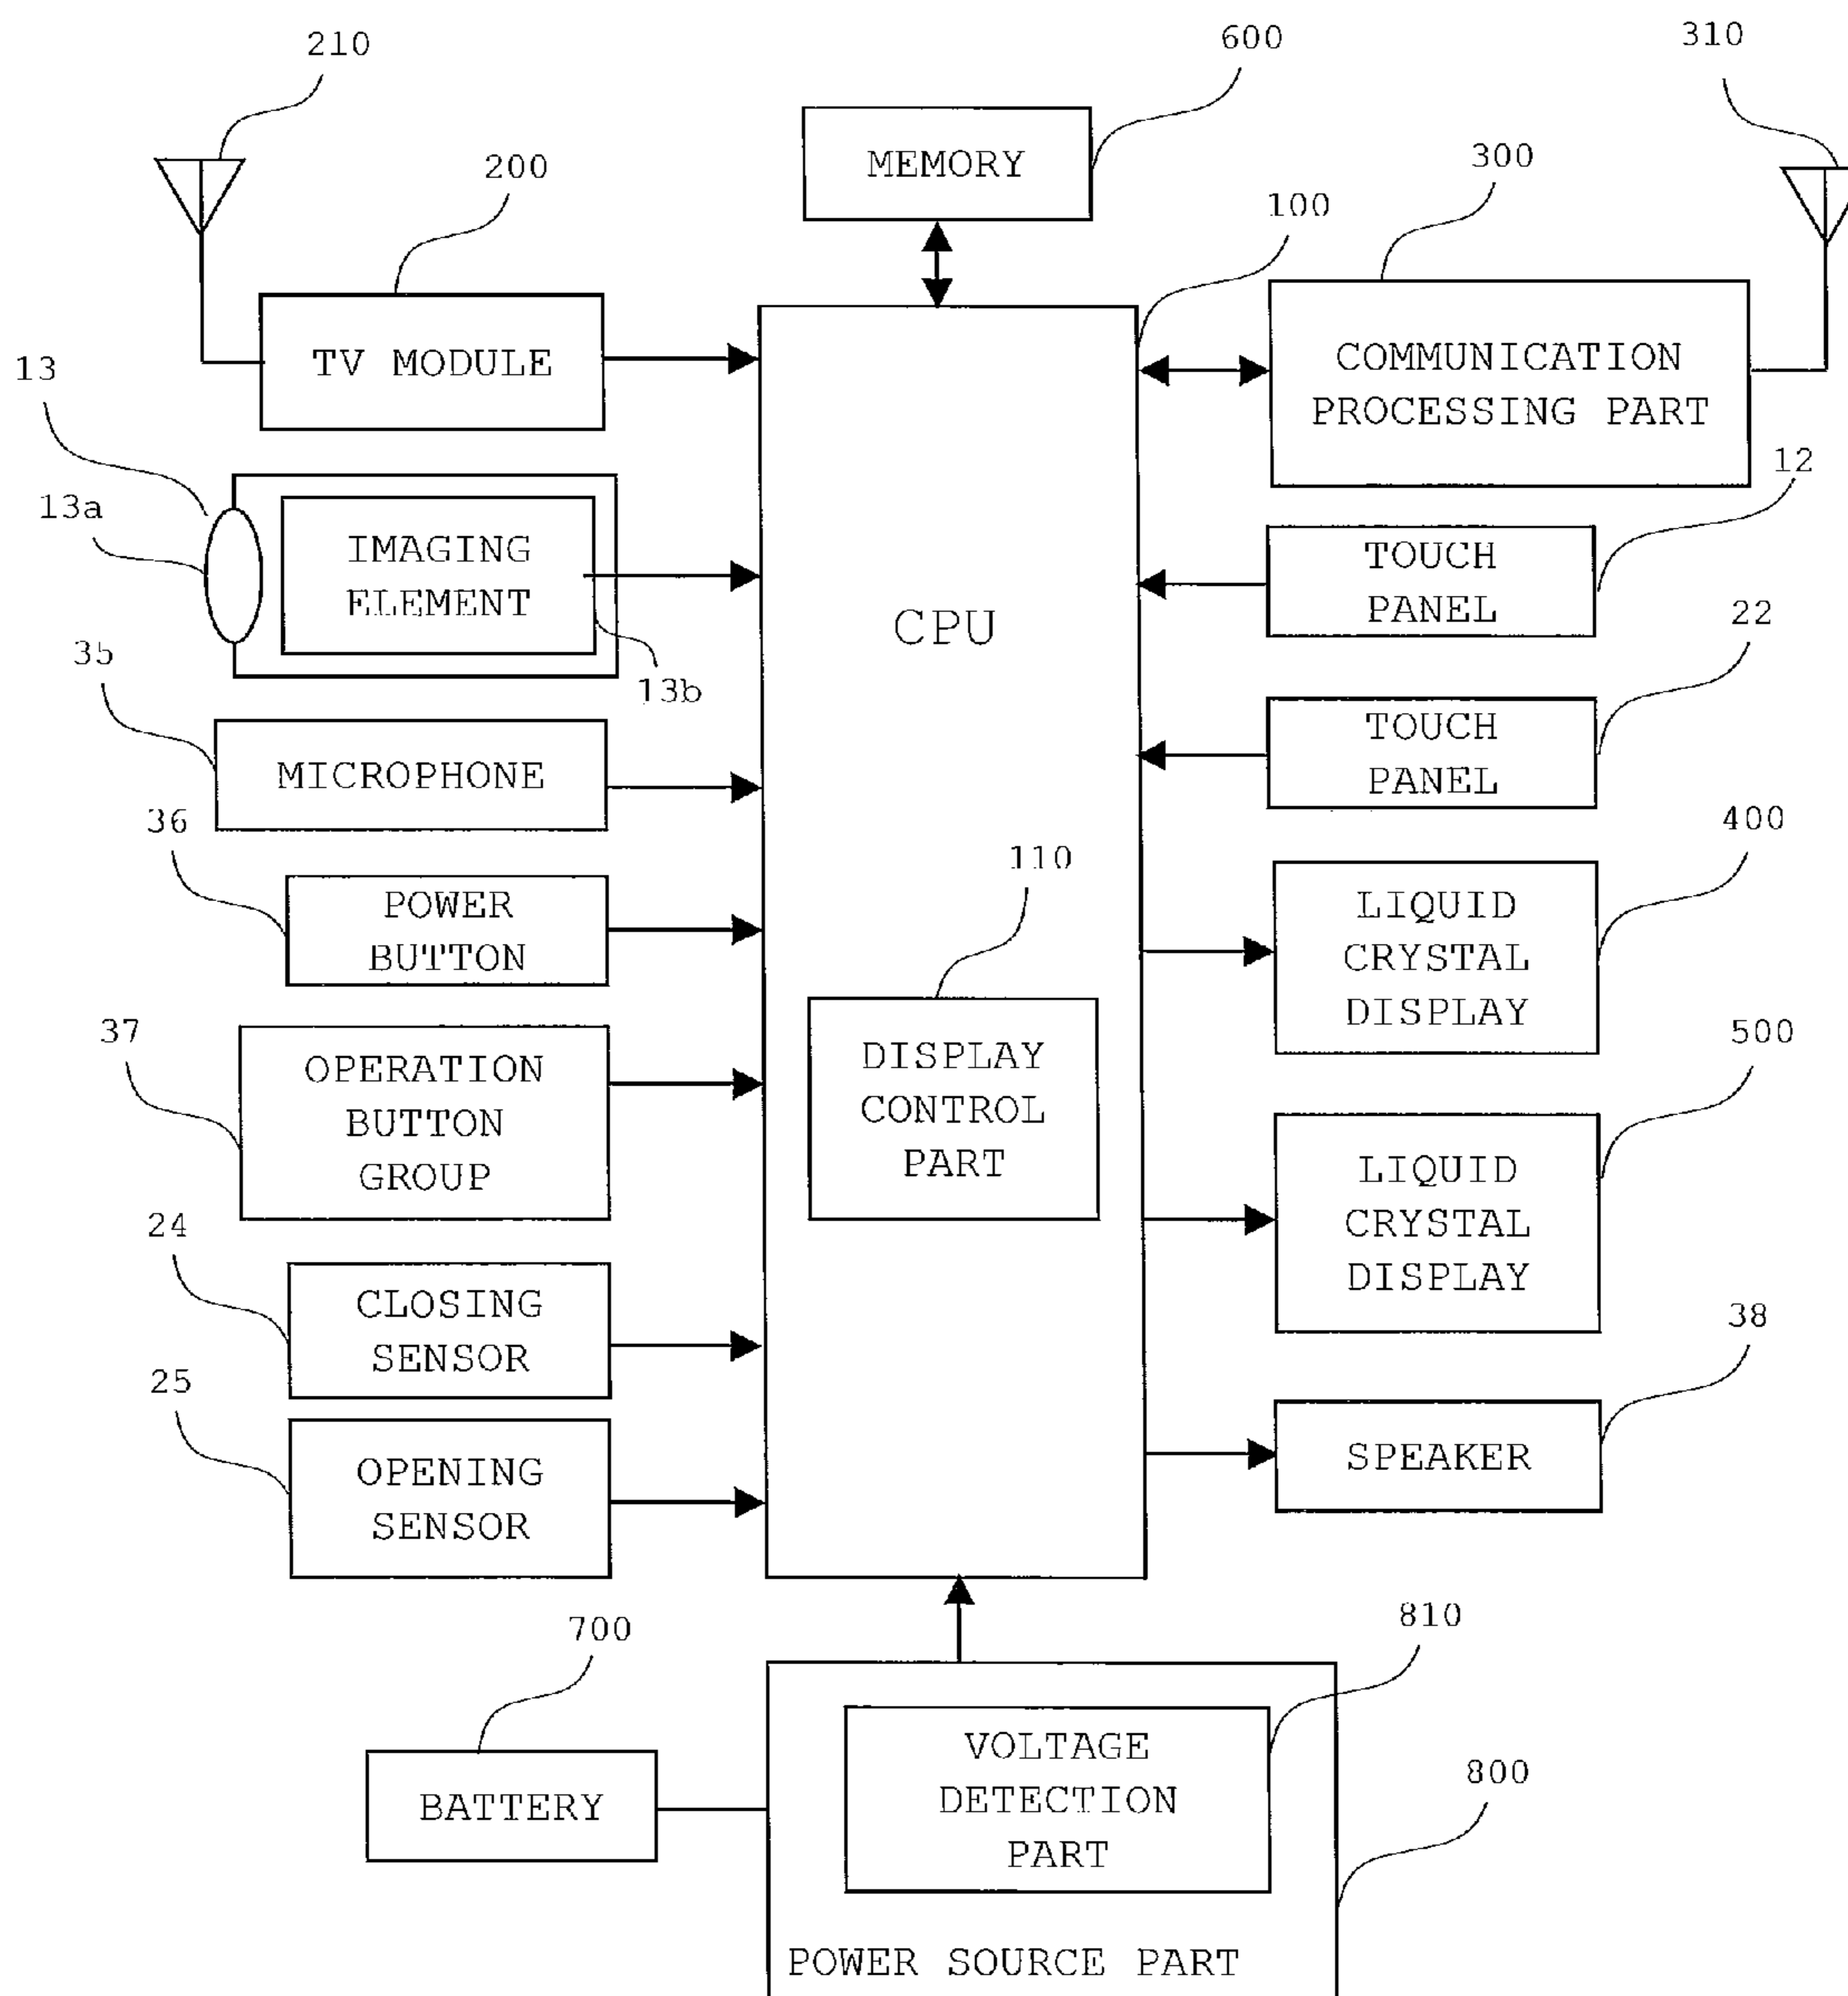 210
600
310
200
MEMORY
300
100
TV MODULE
COMMUNICATION
PROCESSING PART
13
13a
IMAGING
ELEMENT
13b
12
TOUCH
PANEL
CPU
22
TOUCH
PANEL
35
MICROPHONE
36
POWER
BUTTON
110
DISPLAY
CONTROL
PART
400
LIQUID
CRYSTAL
DISPLAY
37
OPERATION
BUTTON
GROUP
500
LIQUID
CRYSTAL
DISPLAY
24
CLOSING
SENSOR
38
SPEAKER
25
OPENING
SENSOR
700
BATTERY
810
VOLTAGE
DETECTION
PART
800
POWER SOURCE PART